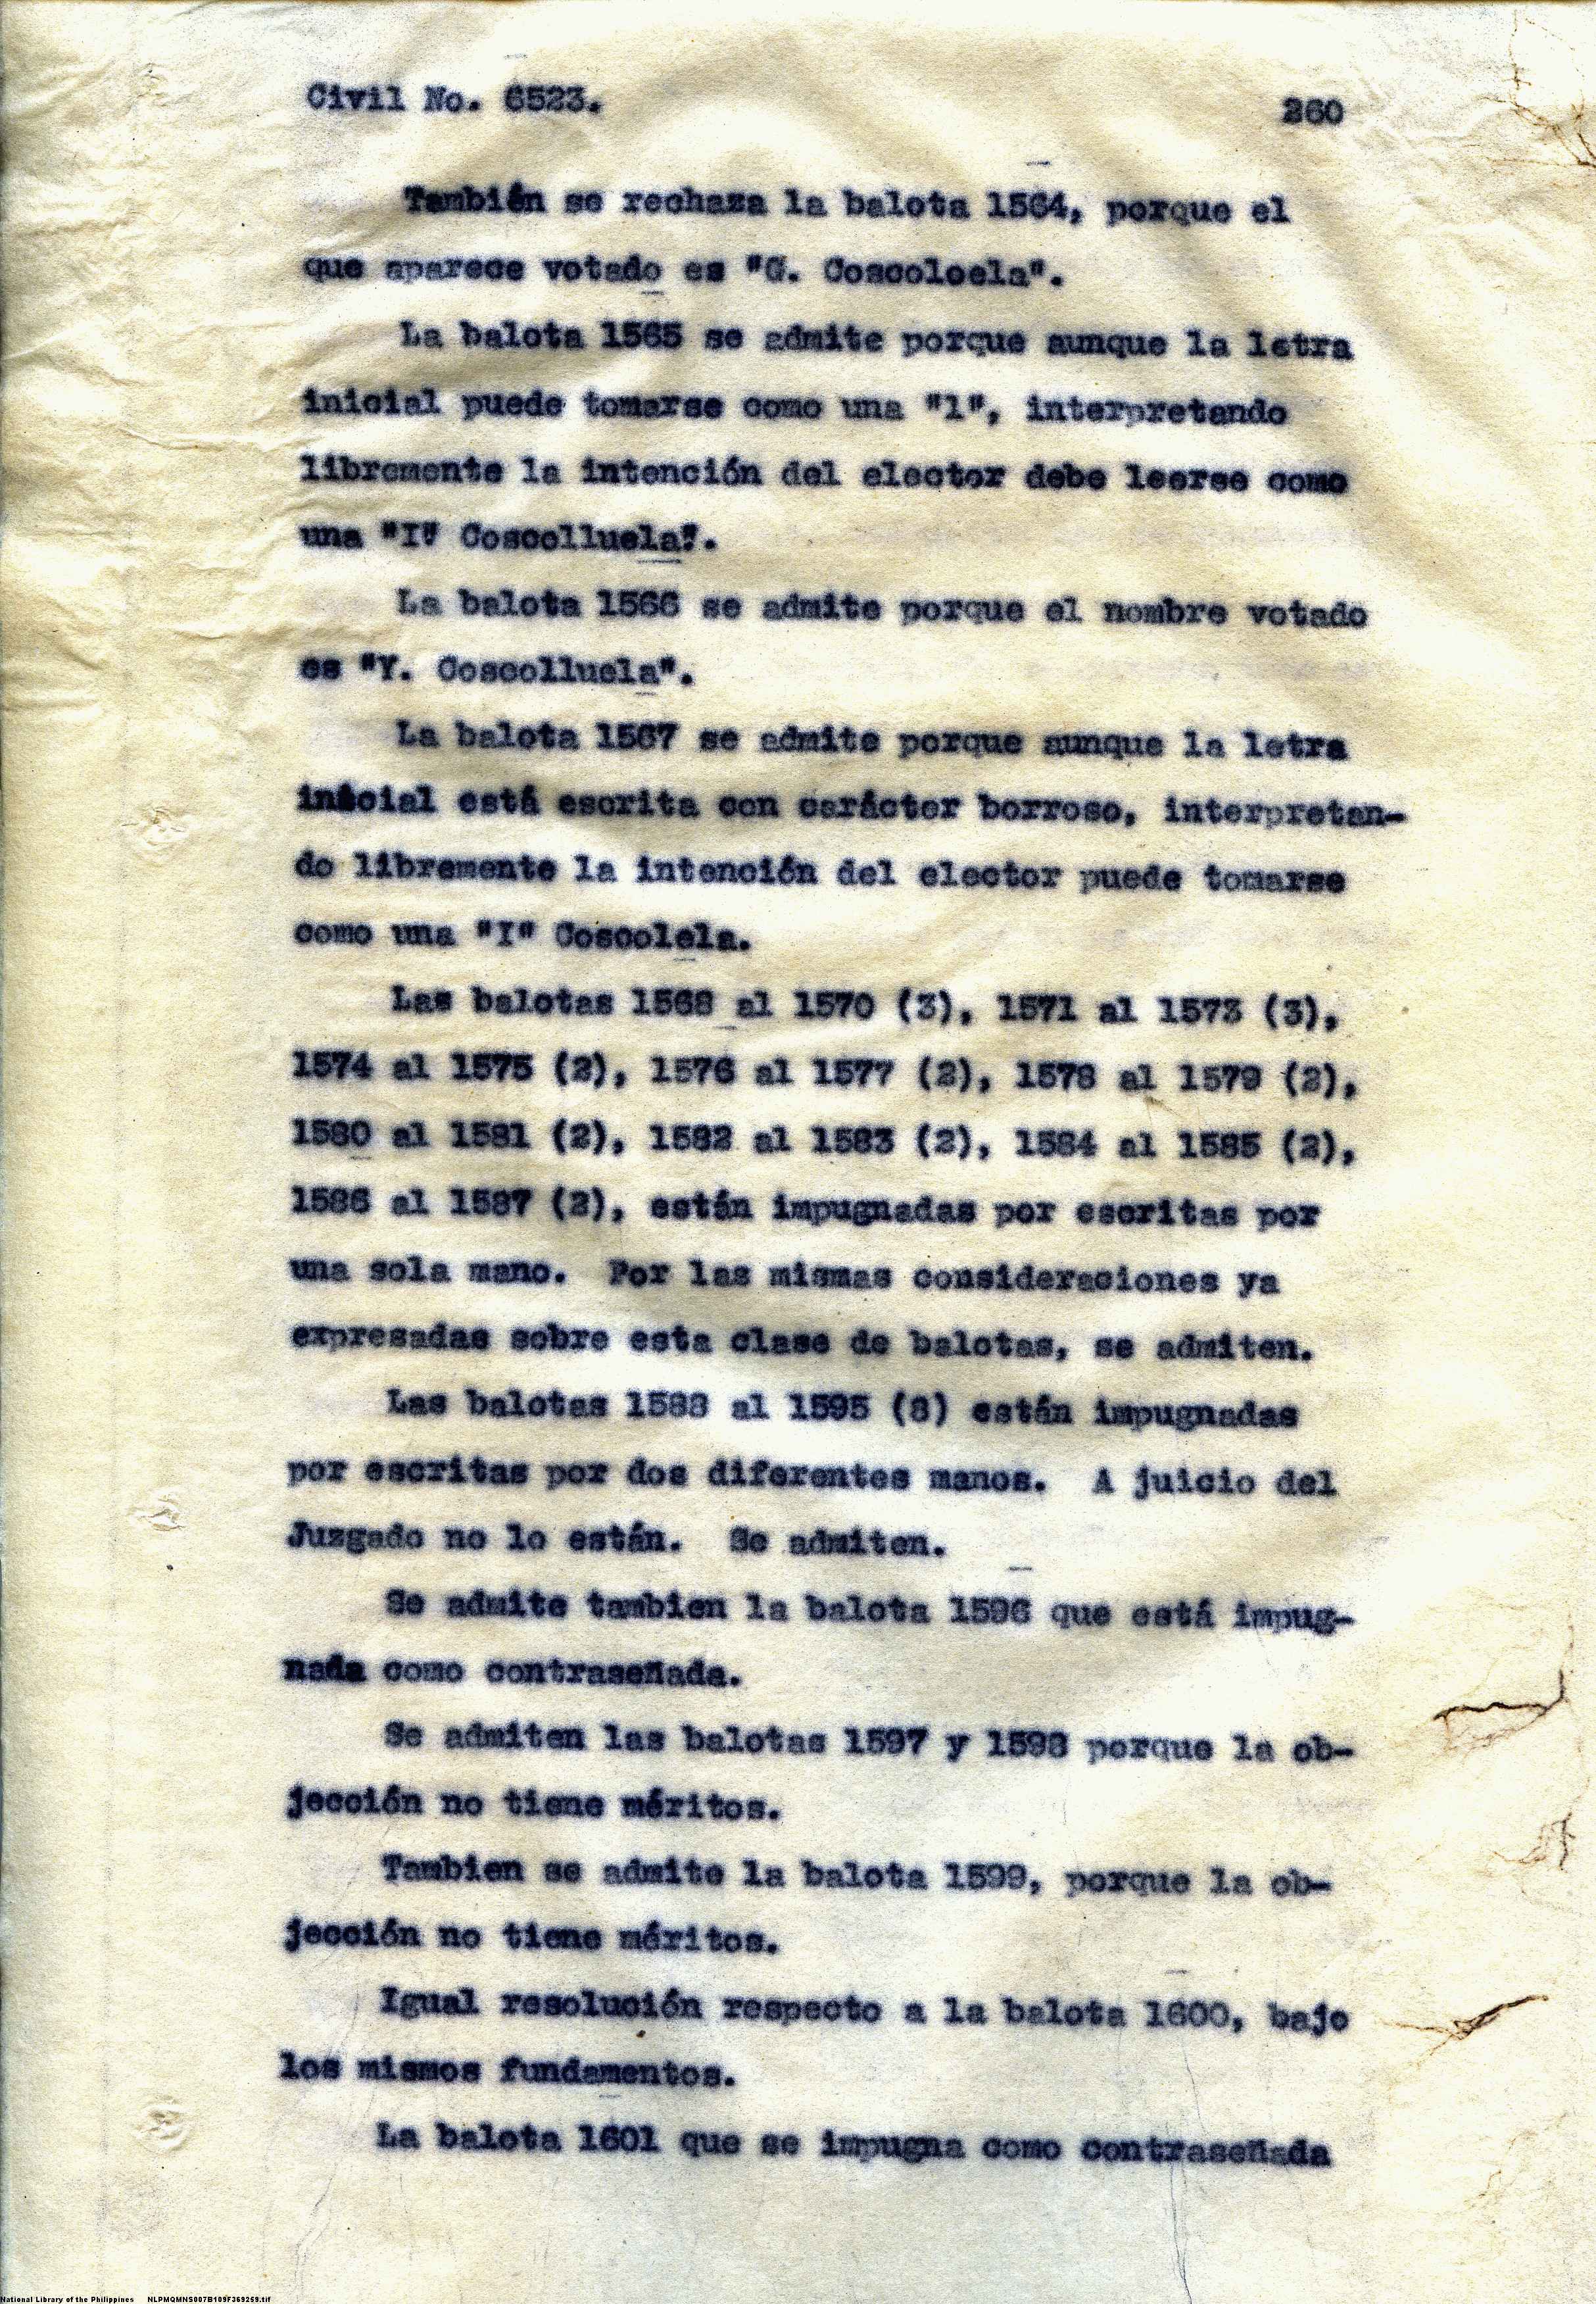 Civil No. 6523.
260
También se rechaza la balota 1564, porque el
que aparece votado es "G. Coscoloela".
La balota 1565 se admite porque aunque la letra
inicial puede tomarse como una "l", interpretando
libremente la intención del elector debe leerse como
una "I" Coscolluela".
La balota 1566 se admite porque el nombre votado
es "Y. Coscolluela".
La balota 1567 se admite porque aunque la letra
inicial está escrita con carácter borroso, interpretan-
do libremente la intención del elector puede tomarse
como una "I" Coscolela.
Las balotas 1568 al 1570 (3), 1571 al 1573 (3),
1574 al 1575 (2), 1576 al 1577 (2), 1578 al 1579 (2),
1580 al 1581 (2), 1582 al 1583 (2), 1584 al 1585 (2),
1586 al 1587 (2), están impugnadas por escritas por
una sola mano. Por las mismas consideraciones ya
expresadas sobre esta clase de balotas, se admiten.
Las balotas 1588 al 1595 (8) están impugnadas
por escritas por dos diferentes manos. A juicio del
Juzgado no lo están. Se admiten.
Se admite tambien la balota 1596 que está impug-
nada como contraseñada.
Se admiten las balotas 1597 y 1598 porque la ob-
jección no tiene méritos.
Tambien se admite la balota 1599, porque la ob-
jección no tiene méritos.
Igual resolución respecto a la balota 1600, bajo
los mismos fundamentos.
La balota 1601 que se impugna como contraseñada
National Library of the Philippines NLPMQMNS007B109F369259.tif